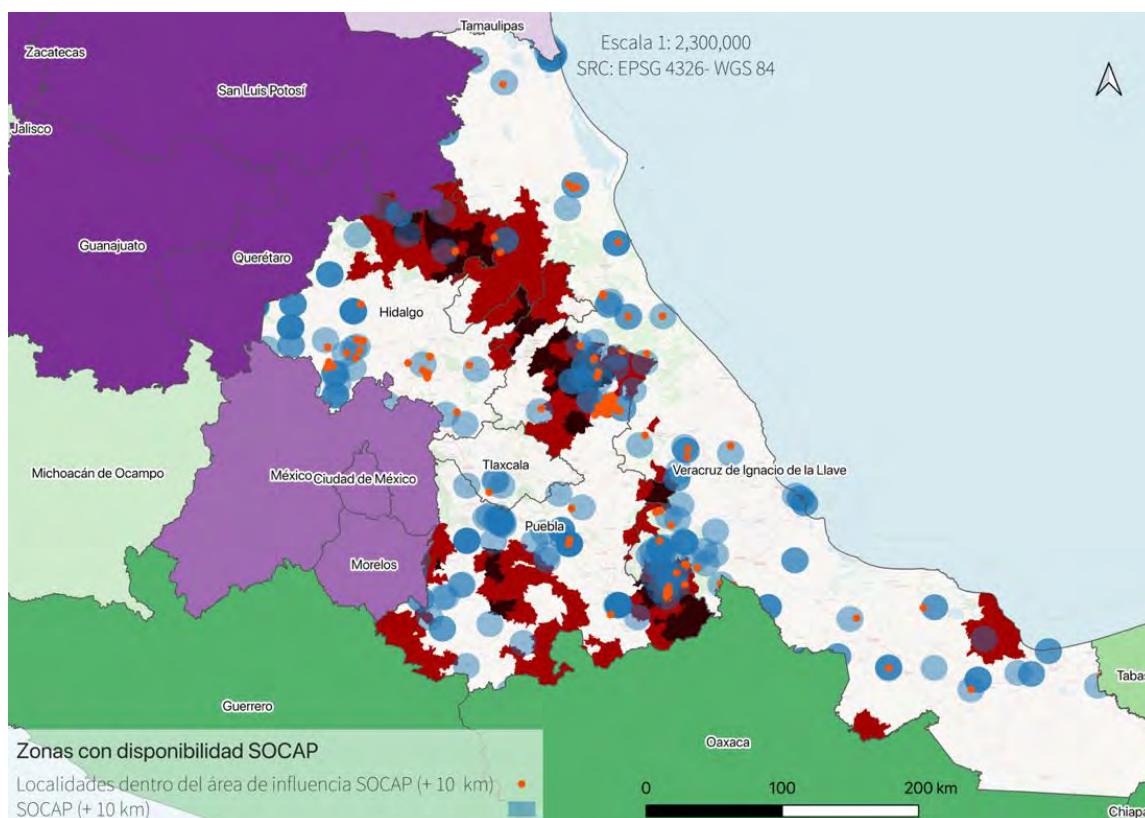 Tamaulipas
Escala 1: 2,300,000
Zacatecas
SRC: EPSG 4326- WGS 84
San Luis Potosí
Jalisco
Guanajuato
Querétaro
Hidalgo
Michoacán de Ocampo
Tlaxcala
Veracruz de Ignacio de la Llave
México
Ciudad de México
Puebla
Morelos
Tabas
Guerrero
Oaxaca
Zonas con disponibilidad SOCAP
Localidades dentro del área de influencia SOCAP (+ 10 km)
SOCAP (+ 10 km)
0 100 200 km
Chiapa